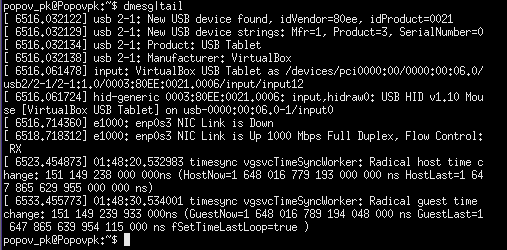 popov_pk@Popovpk:~$ dmesg|tail
[ 6516.032122] usb 2-1: New USB device found, idVendor=80ee, idProduct=0021
[ 6516.032129] usb 2-1: New USB device strings: Mfr=1, Product=3, SerialNumber=0
[ 6516.032134] usb 2-1: Product: USB Tablet
[ 6516.032138] usb 2-1: Manufacturer: VirtualBox
[ 6516.061478] input: VirtualBox USB Tablet as /devices/pci0000:00/0000:00:06.0/
usb2/2-1/2-1:1.0/0003:80EE:0021.0006/input/input12
[ 6516.061724] hid-generic 0003:80EE:0021.0006: input,hidraw0: USB HID v1.10 Mou
se [VirtualBox USB Tablet] on usb-0000:00:06.0-1/input0
[ 6516.714360] e1000: enp0s3 NIC Link is Down
[ 6518.718312] e1000: enp0s3 NIC Link is Up 1000 Mbps Full Duplex, Flow Control:
 RX
[ 6523.454873] 01:48:20.532983 timesync vgsvcTimeSyncWorker: Radical host time c
hange: 151 149 238 000 000ns (HostNow=1 648 016 779 193 000 000 ns HostLast=1 64
7 865 629 955 000 000 ns)
[ 6533.455773] 01:48:30.534001 timesync vgsvcTimeSyncWorker: Radical guest time
change: 151 149 239 933 000ns (GuestNow=1 648 016 789 194 048 000 ns GuestLast=1
 647 865 639 954 115 000 ns fSetTimeLastLoop=true )
popov_pk@Popovpk:~$